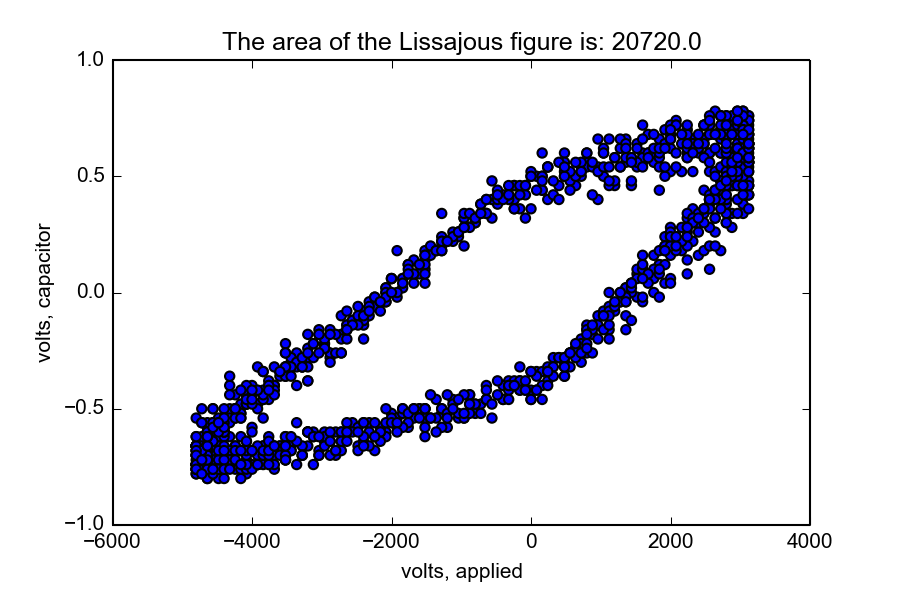 The area of the Lissajous figure is: 20720.0
1.0
0.5
0.0
−0.5
−1.0
volts, capacitor
−6000 −4000 −2000 0 2000 4000
volts, applied